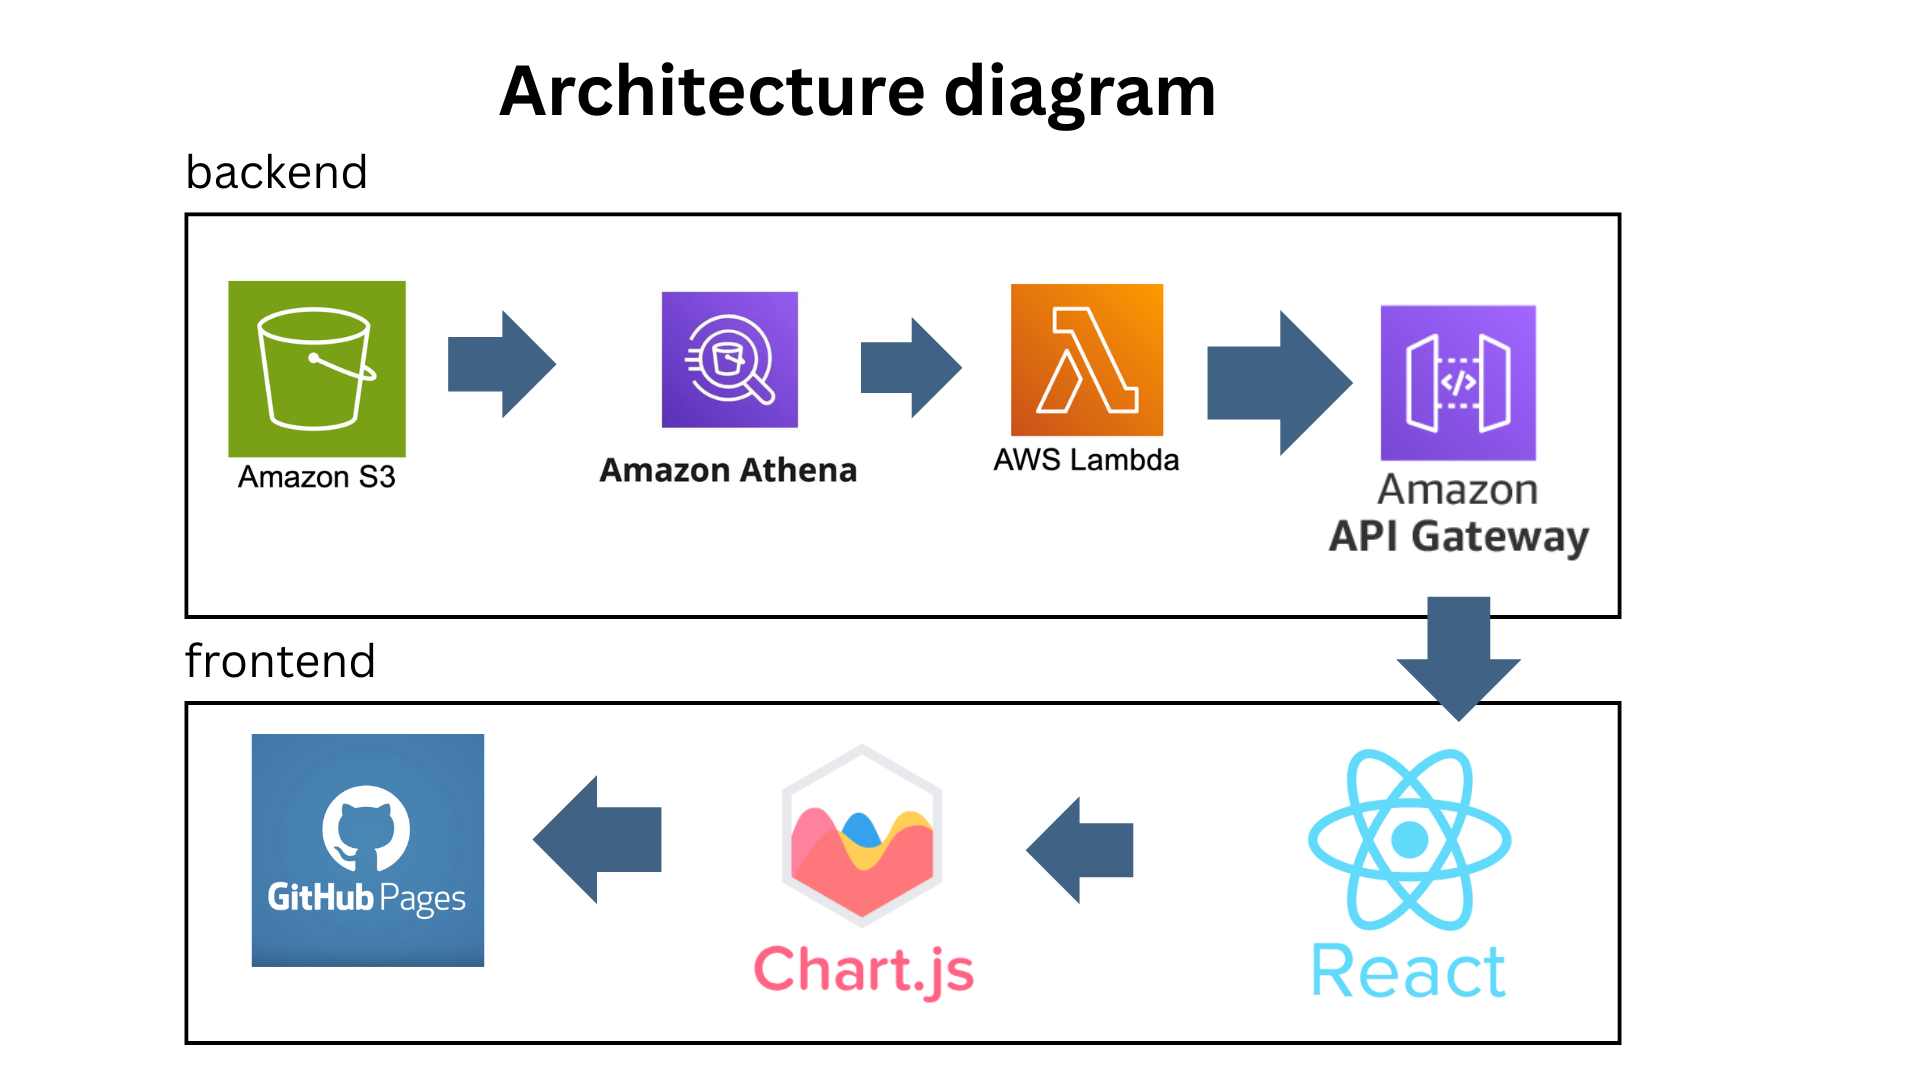 Architecture diagram
backend
Amazon S3
Amazon Athena
AWS Lambda
</>
Amazon
API Gateway
frontend
GitHub Pages
Chart.js
React